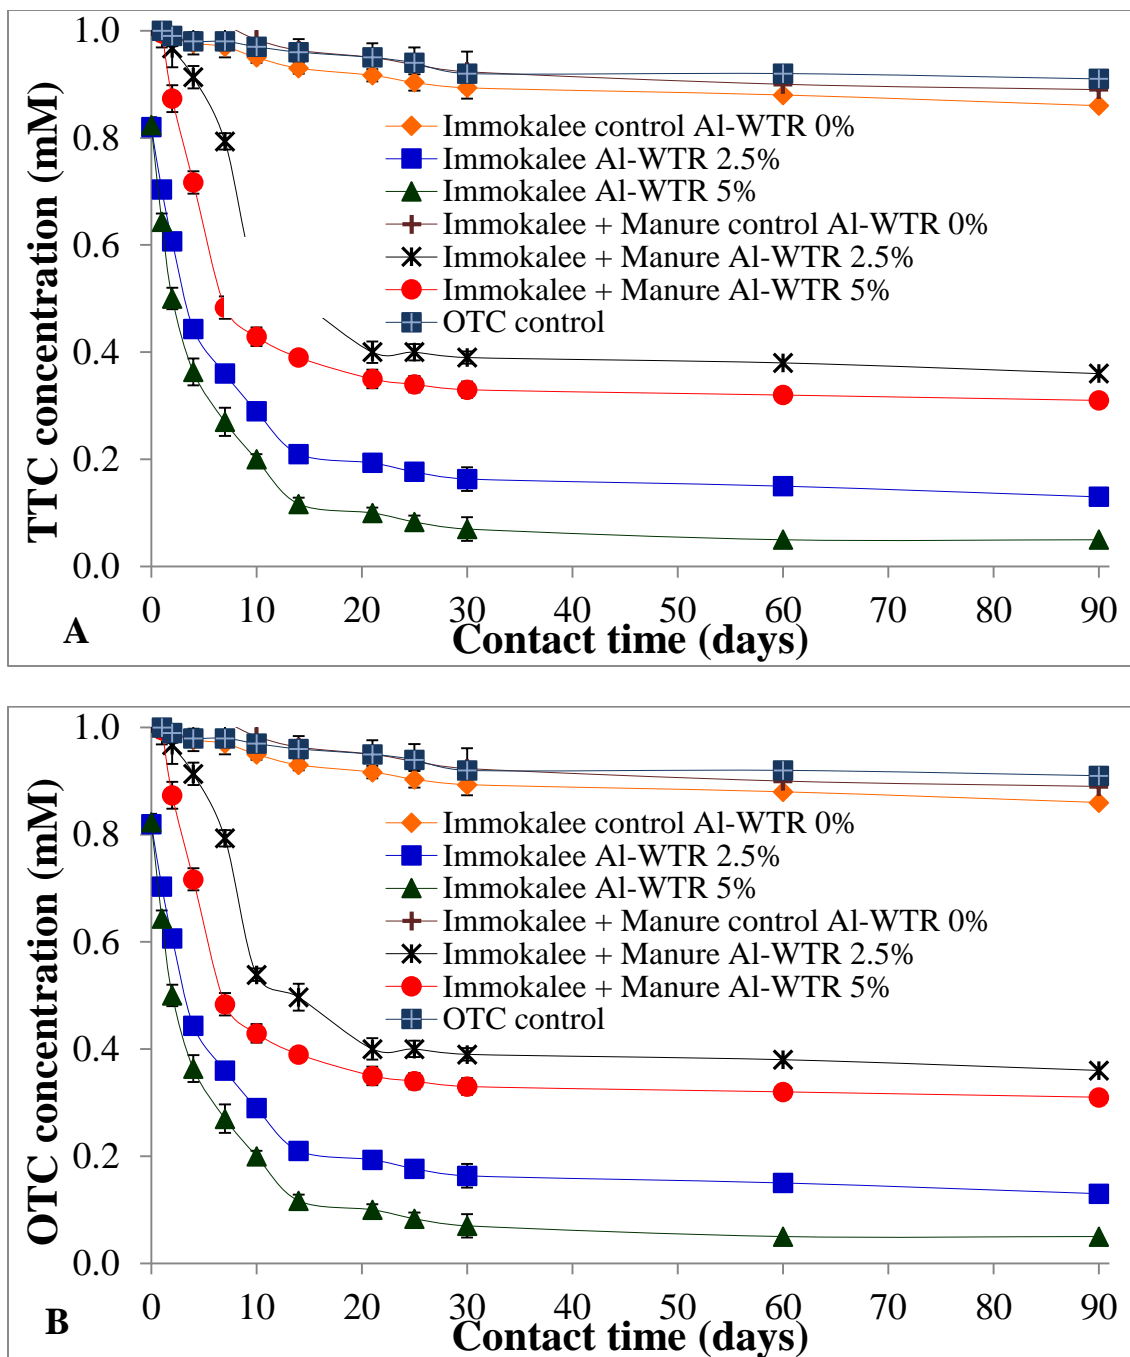 1.0
0.8
0.6
0.4
0.2
0.0
TTC concentration (mM)
Immokalee control Al-WTR 0%
Immokalee Al-WTR 2.5%
Immokalee Al-WTR 5%
Immokalee + Manure control Al-WTR 0%
Immokalee + Manure Al-WTR 2.5%
Immokalee + Manure Al-WTR 5%
OTC control
0 10 20 30 40 50 60 70 80 90
A
Contact time (days)
1.0
0.8
0.6
0.4
0.2
0.0
OTC concentration (mM)
Immokalee control Al-WTR 0%
Immokalee Al-WTR 2.5%
Immokalee Al-WTR 5%
Immokalee + Manure control Al-WTR 0%
Immokalee + Manure Al-WTR 2.5%
Immokalee + Manure Al-WTR 5%
OTC control
0 10 20 30 40 50 60 70 80 90
B
Contact time (days)